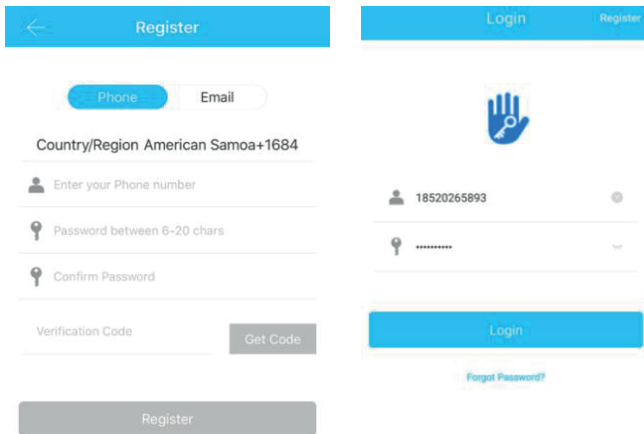 Register
Phone Email
Country/Region American Samoa+1684
Enter your Phone number
Password between 6-20 chars
Confirm Password
Verification Code Get Code
Register
Login Register
18520265893
••••••••••
Login
Forgot Password?